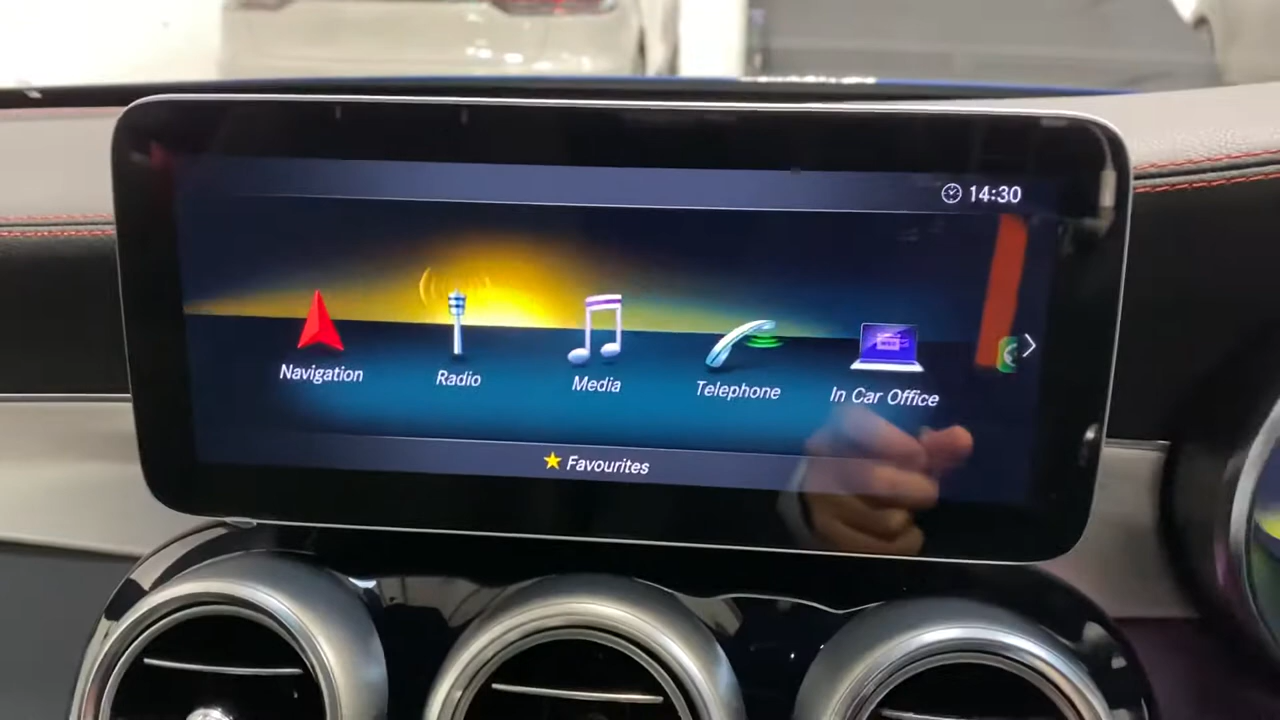 14:30
Navigation
Radio
Media
Telephone
In Car Office
Favourites